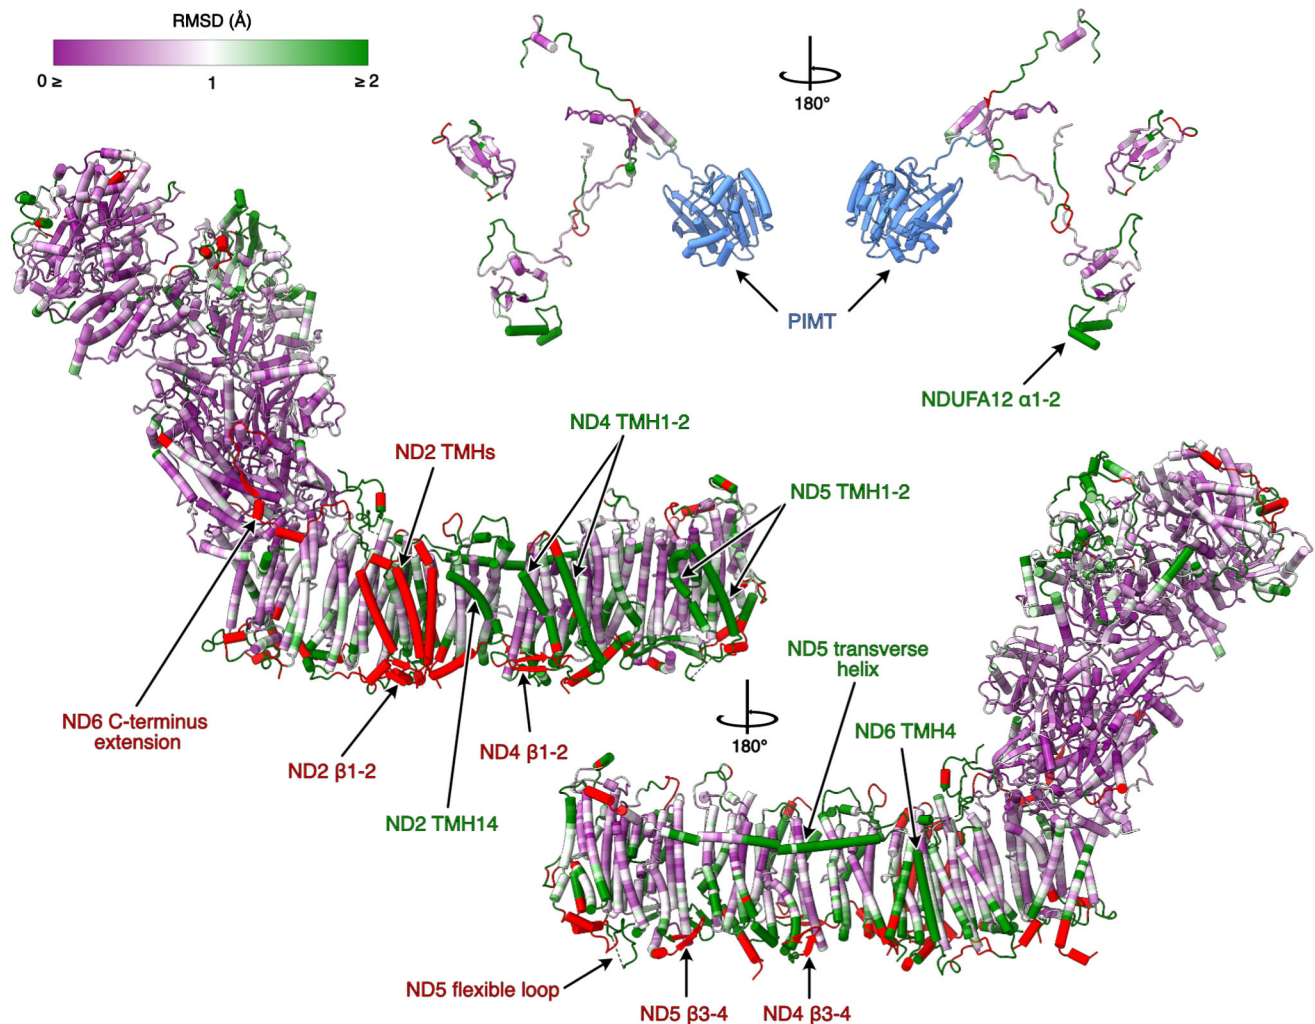 RMSD (Å)
0 ≥
1
≥ 2
180°
PIMT
NDUFA12 α1-2
ND4 TMH1-2
ND2 TMHs
ND5 TMH1-2
ND5 transverse
helix
ND6 TMH4
ND6 C-terminus
extension
ND2 β1-2
ND4 β1-2
180°
ND2 TMH14
ND5 flexible loop
ND5 β3-4
ND4 β3-4